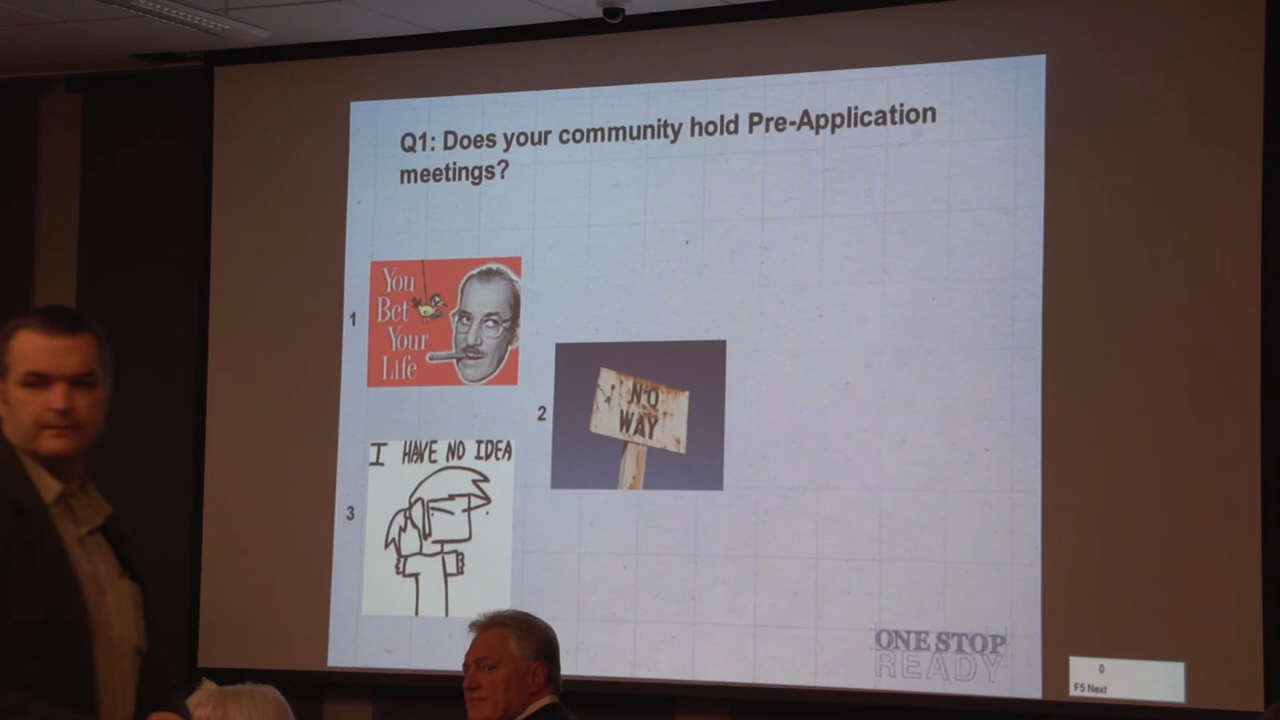 Q1: Does your community hold Pre-Application
meetings?
1
You
Bet
Your
Life
2
NO
WAY
3
I HAVE NO IDEA
ONE STOP
READY
0
F5 Next